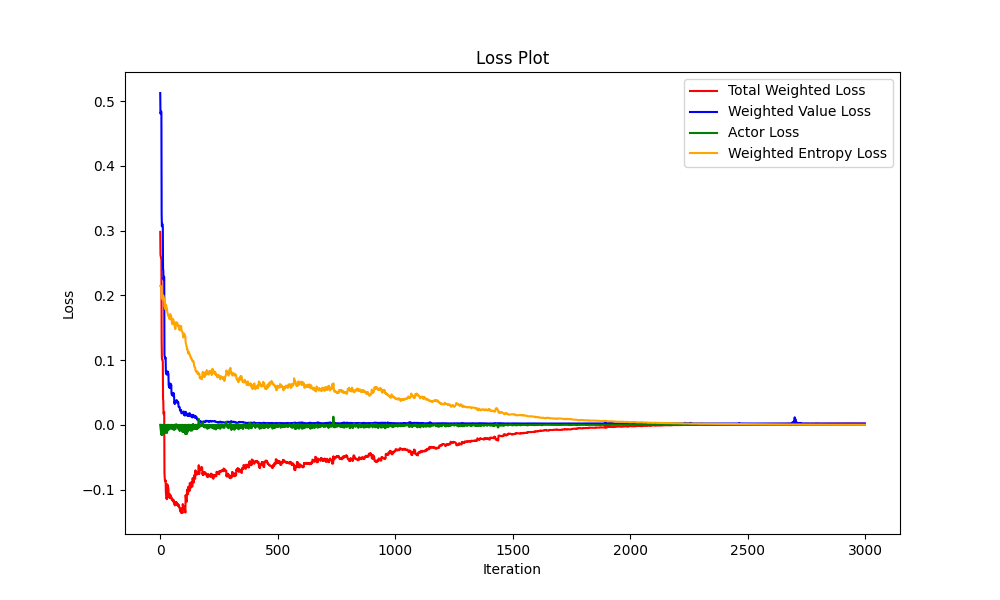 Loss Plot
Total Weighted Loss
Weighted Value Loss
Actor Loss
Weighted Entropy Loss
0.5
0.4
0.3
0.2
0.1
0.0
−0.1
Loss
0 500 1000 1500 2000 2500 3000
Iteration